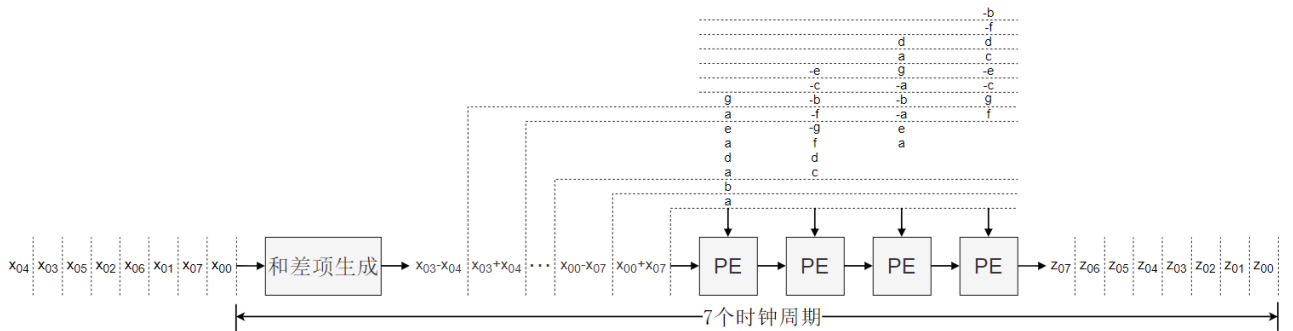 -b
-f
d d
a c
-e g -e
-c -a -c
g -b -b g
a -f -a f
e -g e
a f a
d d
a c
b
a
x₀₄ x₀₃ x₀₅ x₀₂ x₀₆ x₀₁ x₀₇ x₀₀ 和差项生成 x₀₃-x₀₄ x₀₃+x₀₄ ··· x₀₀-x₀₇ x₀₀+x₀₇ PE PE PE PE z₀₇ z₀₆ z₀₅ z₀₄ z₀₃ z₀₂ z₀₁ z₀₀
7个时钟周期